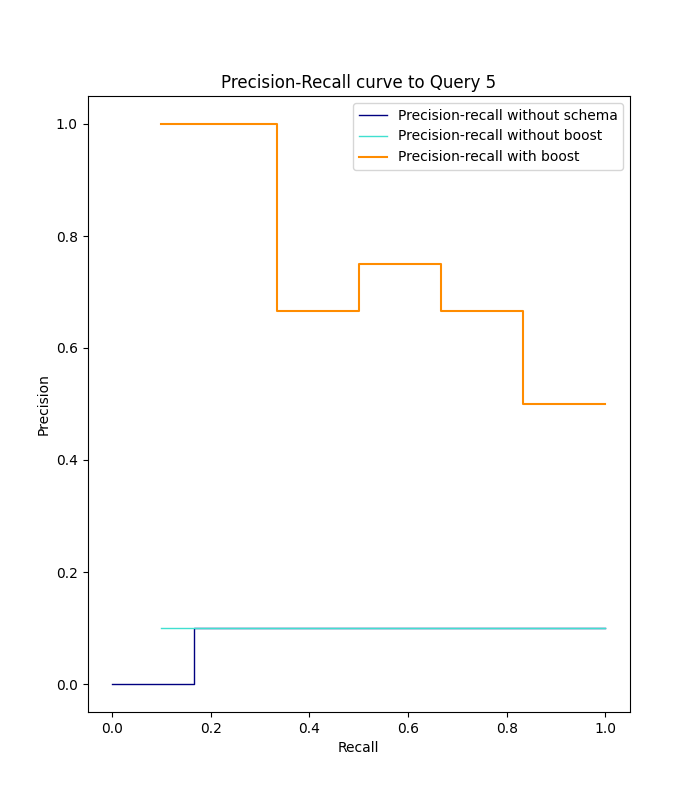 Precision-Recall curve to Query 5
Precision-recall without schema
Precision-recall without boost
Precision-recall with boost
1.0
0.8
0.6
0.4
0.2
0.0
Precision
0.0 0.2 0.4 0.6 0.8 1.0
Recall